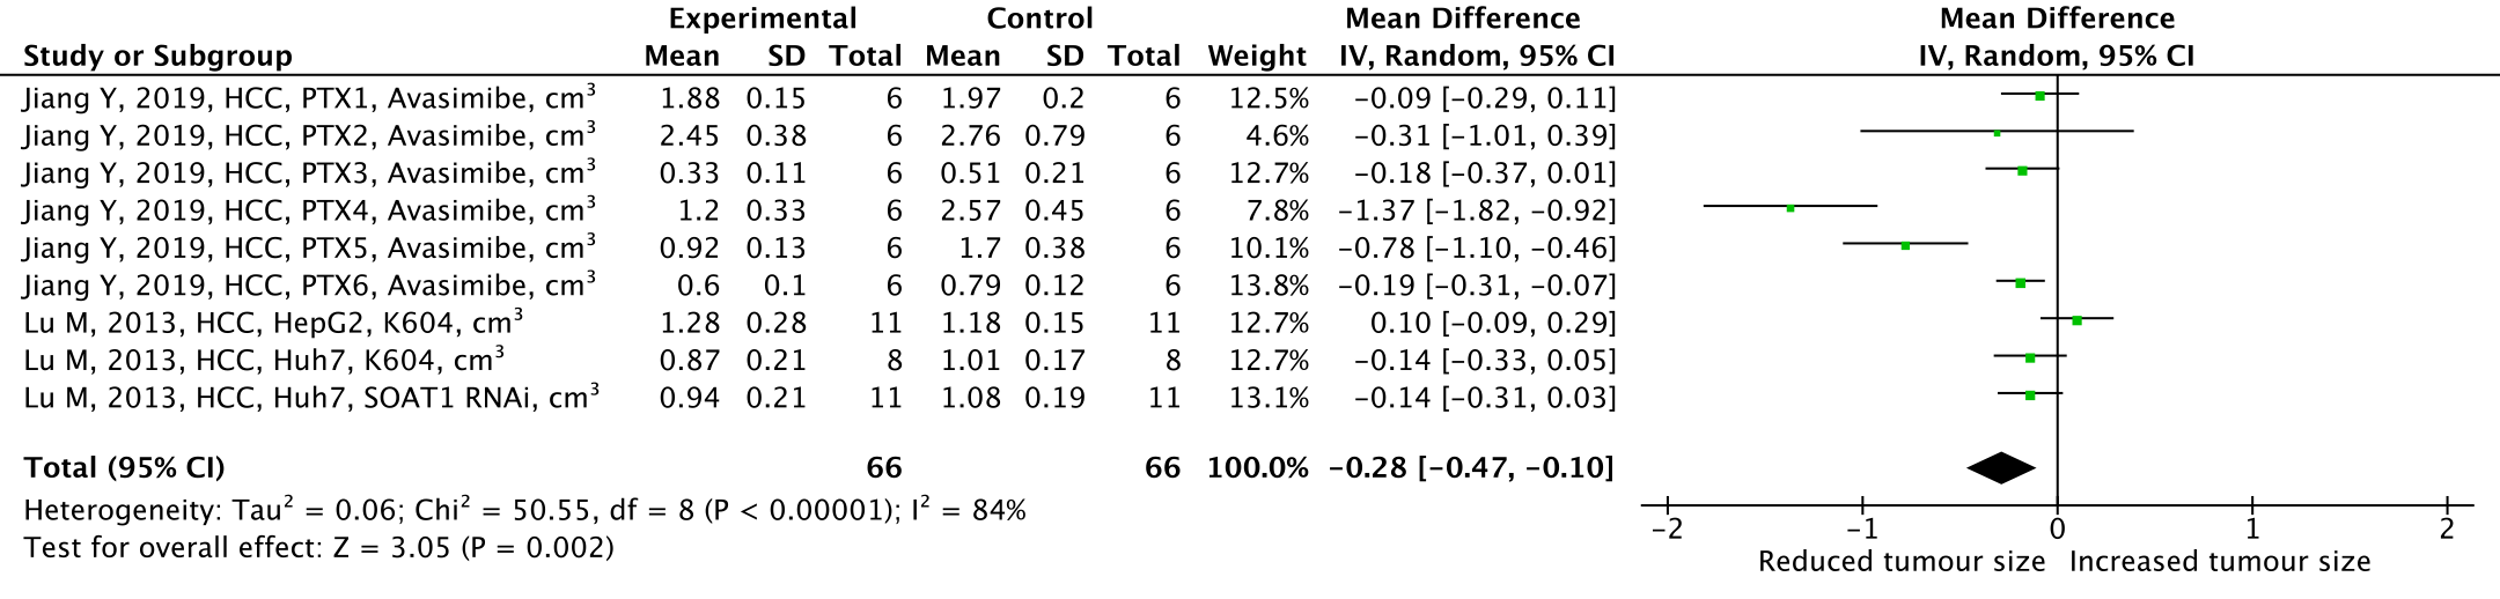 Experimental Control Mean Difference Mean Difference
Study or Subgroup Mean SD Total Mean SD Total Weight IV, Random, 95% CI IV, Random, 95% CI
Jiang Y, 2019, HCC, PTX1, Avasimibe, cm³ 1.88 0.15 6 1.97 0.2 6 12.5% −0.09 [−0.29, 0.11]
Jiang Y, 2019, HCC, PTX2, Avasimibe, cm³ 2.45 0.38 6 2.76 0.79 6 4.6% −0.31 [−1.01, 0.39]
Jiang Y, 2019, HCC, PTX3, Avasimibe, cm³ 0.33 0.11 6 0.51 0.21 6 12.7% −0.18 [−0.37, 0.01]
Jiang Y, 2019, HCC, PTX4, Avasimibe, cm³ 1.2 0.33 6 2.57 0.45 6 7.8% −1.37 [−1.82, −0.92]
Jiang Y, 2019, HCC, PTX5, Avasimibe, cm³ 0.92 0.13 6 1.7 0.38 6 10.1% −0.78 [−1.10, −0.46]
Jiang Y, 2019, HCC, PTX6, Avasimibe, cm³ 0.6 0.1 6 0.79 0.12 6 13.8% −0.19 [−0.31, −0.07]
Lu M, 2013, HCC, HepG2, K604, cm³ 1.28 0.28 11 1.18 0.15 11 12.7% 0.10 [−0.09, 0.29]
Lu M, 2013, HCC, Huh7, K604, cm³ 0.87 0.21 8 1.01 0.17 8 12.7% −0.14 [−0.33, 0.05]
Lu M, 2013, HCC, Huh7, SOAT1 RNAi, cm³ 0.94 0.21 11 1.08 0.19 11 13.1% −0.14 [−0.31, 0.03]
Total (95% CI) 66 66 100.0% −0.28 [−0.47, −0.10]
Heterogeneity: Tau² = 0.06; Chi² = 50.55, df = 8 (P < 0.00001); I² = 84%
Test for overall effect: Z = 3.05 (P = 0.002)
−2 −1 0 1 2
Reduced tumour size Increased tumour size